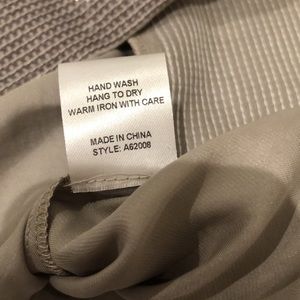 HAND WASH
HANG TO DRY
WARM IRON WITH CARE
MADE IN CHINA
STYLE: A62008